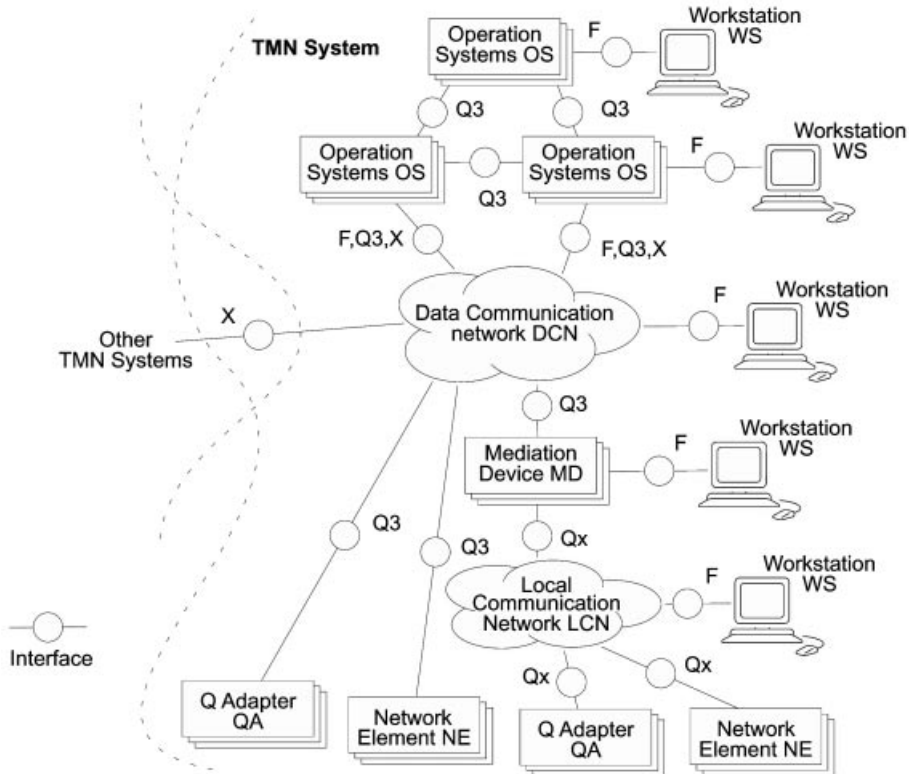 TMN System
Operation
Systems OS
F
Workstation
WS
Q3
Q3
Operation
Systems OS
Q3
Operation
Systems OS
F
Workstation
WS
F,Q3,X
F,Q3,X
Data Communication
network DCN
F
Workstation
WS
X
Other
TMN Systems
Q3
Mediation
Device MD
F
Workstation
WS
Q3
Q3
Qx
Local
Communication
Network LCN
F
Workstation
WS
Interface
Qx
Qx
Q Adapter
QA
Network
Element NE
Q Adapter
QA
Network
Element NE